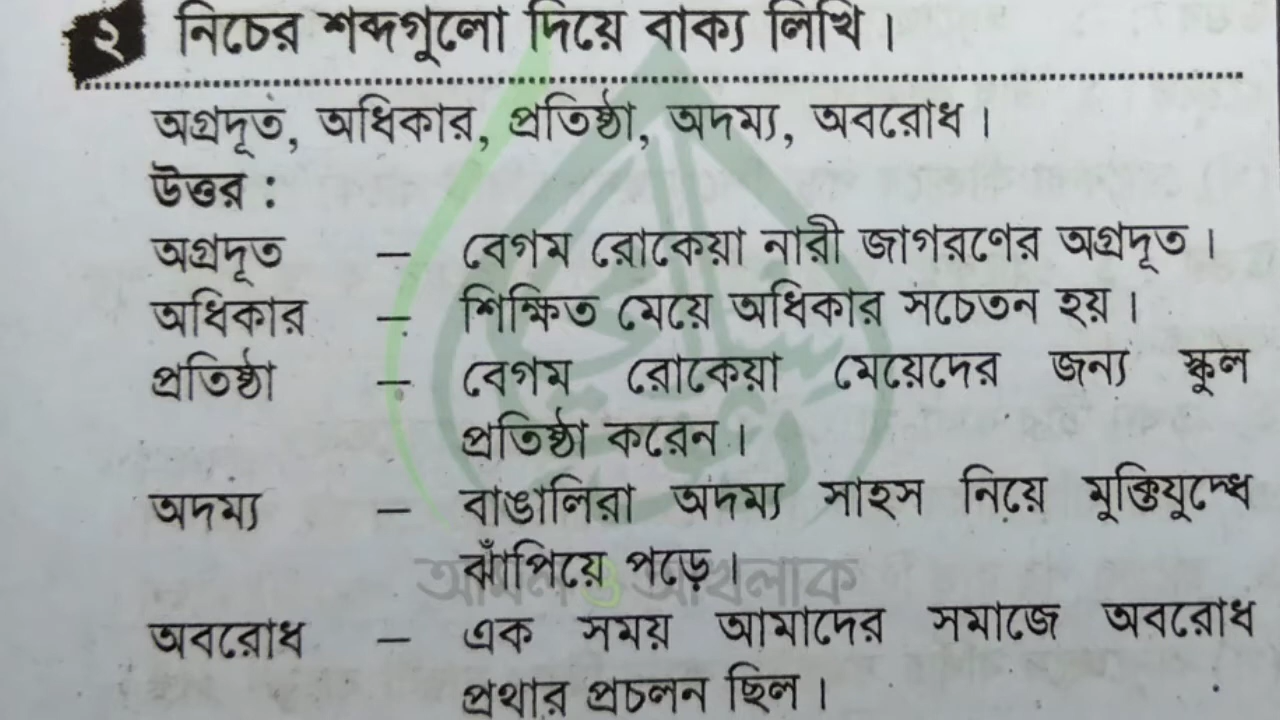 ২ নিচের শব্দগুলো দিয়ে বাক্য লিখি।
অগ্রদূত, অধিকার, প্রতিষ্ঠা, অদম্য, অবরোধ।
উত্তর :
অগ্রদূত – বেগম রোকেয়া নারী জাগরণের অগ্রদূত।
অধিকার – শিক্ষিত মেয়ে অধিকার সচেতন হয়।
প্রতিষ্ঠা – বেগম রোকেয়া মেয়েদের জন্য স্কুল
প্রতিষ্ঠা করেন।
অদম্য – বাঙালিরা অদম্য সাহস নিয়ে মুক্তিযুদ্ধে
ঝাঁপিয়ে পড়ে।
আমল ও আখলাক
অবরোধ – এক সময় আমাদের সমাজে অবরোধ
প্রথার প্রচলন ছিল।